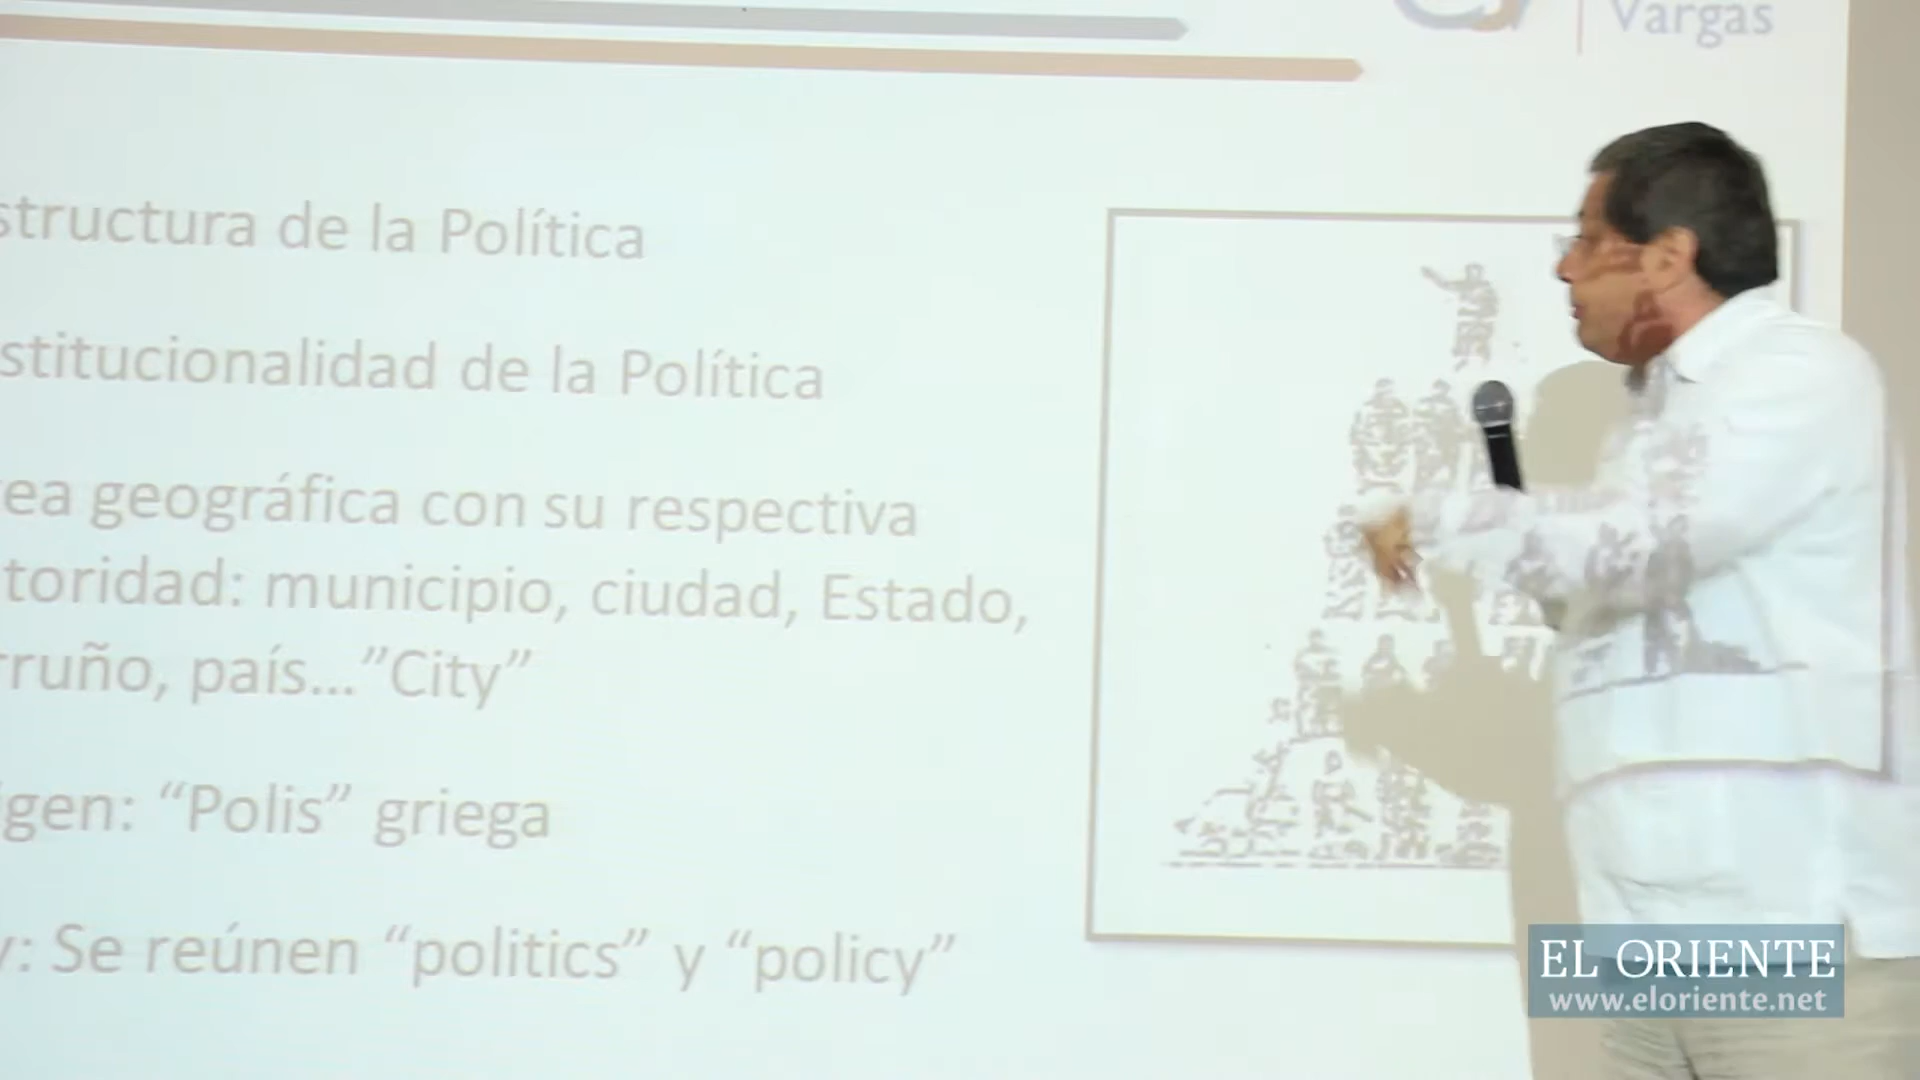 Vargas
structura de la Política
stitucionalidad de la Política
rea geográfica con su respectiva
toridad: municipio, ciudad, Estado,
rruño, país..."City"
igen: “Polis” griega
y: Se reúnen “politics” y “policy”
EL ORIENTE
www.eloriente.net